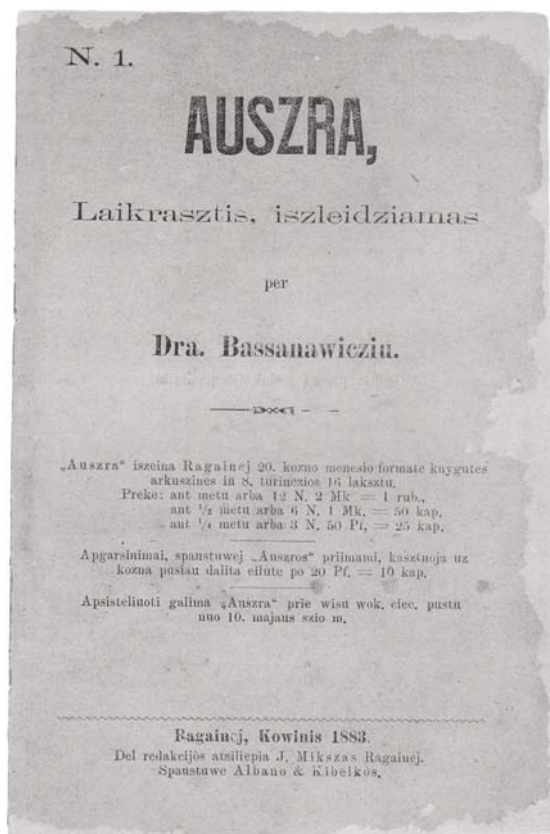 N. 1.
AUSZRA,
Laikrasztis, iszleidziamas
per
Dra. Bassanawicziu.
„Auszra“ iszeina Ragainej 20. kozno menesio formate knygutes
arkuszines in 8, turinczios 16 laksztu.
Preke: ant metu arba 12 N. 2 Mk = 1 rub.,
ant ½ metu arba 6 N. 1 Mk. = 50 kap.
ant ¼ metu arba 3 N. 50 Pf. = 25 kap.
Apgarsinimai, spaustuwej „Auszros“ priimami, kasztuoja uz
kozna pusiau dalita eilute po 20 Pf. = 10 kap.
Apsisteliuoti galima „Auszra“ prie wisu wok. ciec. pustu
nuo 10. majaus szio m.
Ragainej, Kowinis 1883.
Del redakcijos atsiliepia J. Mikszas Ragainej.
Spaustuwe Albano & Kibelkos.